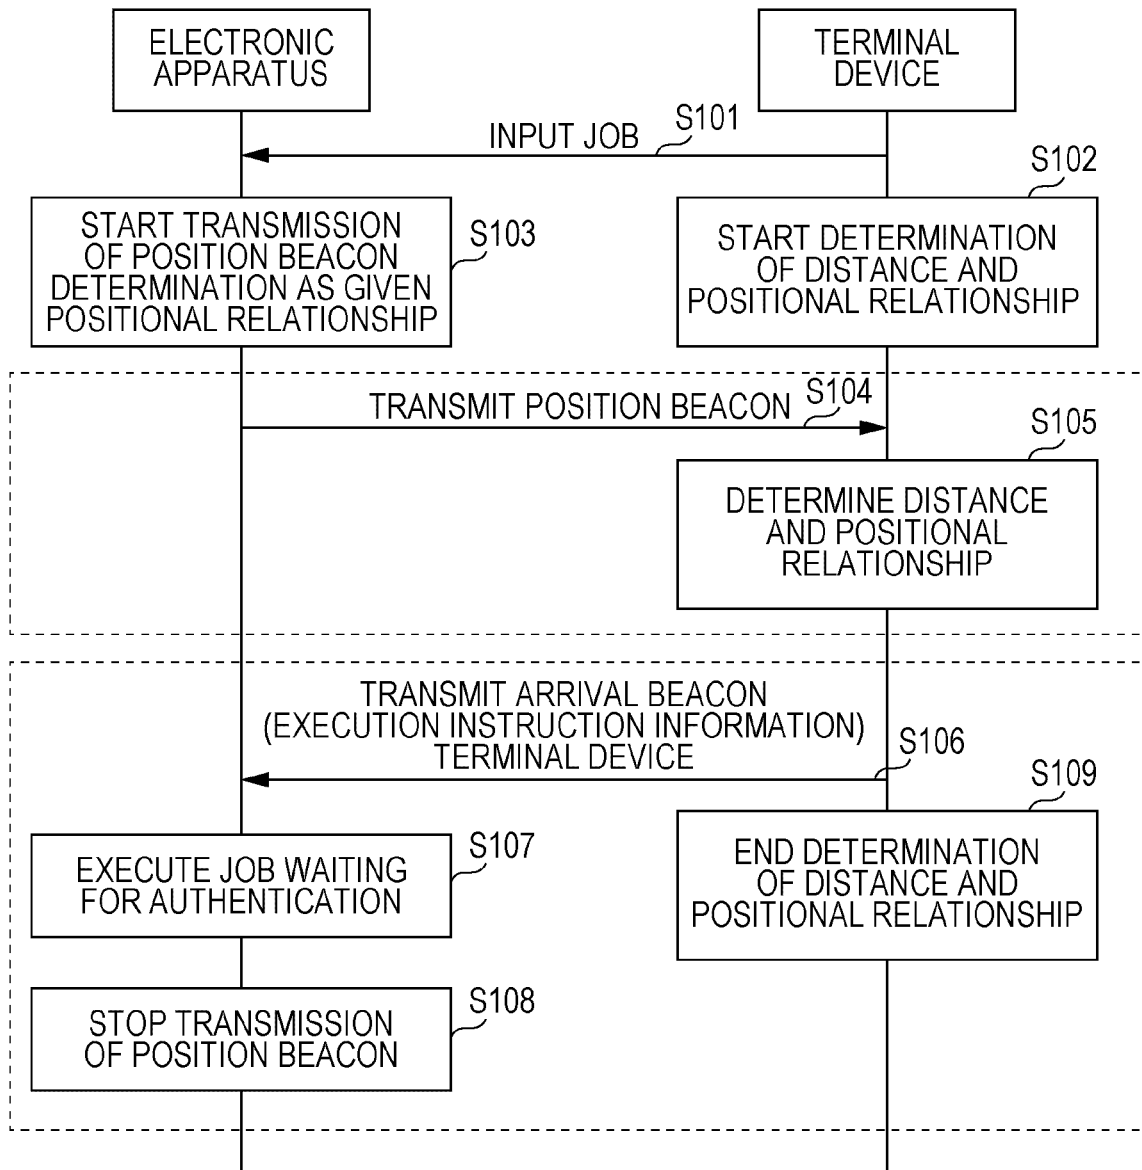 ELECTRONIC
APPARATUS
TERMINAL
DEVICE
INPUT JOB
S101
S102
START TRANSMISSION
OF POSITION BEACON
DETERMINATION AS GIVEN
POSITIONAL RELATIONSHIP
S103
START DETERMINATION
OF DISTANCE AND
POSITIONAL RELATIONSHIP
TRANSMIT POSITION BEACON
S104
S105
DETERMINE DISTANCE
AND POSITIONAL
RELATIONSHIP
TRANSMIT ARRIVAL BEACON
(EXECUTION INSTRUCTION INFORMATION)
TERMINAL DEVICE
S106
S109
EXECUTE JOB WAITING
FOR AUTHENTICATION
S107
END DETERMINATION
OF DISTANCE AND
POSITIONAL RELATIONSHIP
STOP TRANSMISSION
OF POSITION BEACON
S108